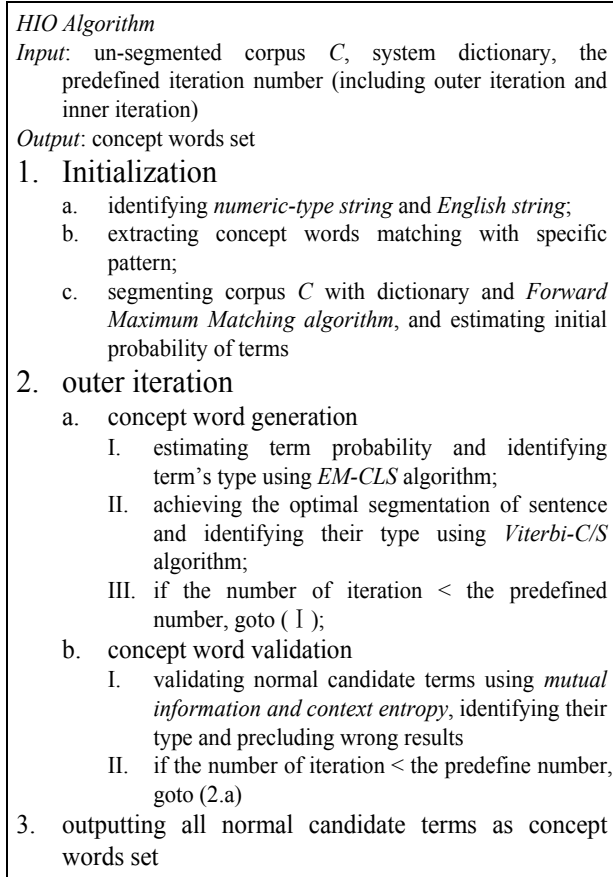 HIO Algorithm
Input: un-segmented corpus C, system dictionary, the
predefined iteration number (including outer iteration and
inner iteration)
Output: concept words set
1. Initialization
a. identifying numeric-type string and English string;
b. extracting concept words matching with specific
pattern;
c. segmenting corpus C with dictionary and Forward
Maximum Matching algorithm, and estimating initial
probability of terms
2. outer iteration
a. concept word generation
I. estimating term probability and identifying
term's type using EM-CLS algorithm;
II. achieving the optimal segmentation of sentence
and identifying their type using Viterbi-C/S
algorithm;
III. if the number of iteration < the predefined
number, goto (Ⅰ);
b. concept word validation
I. validating normal candidate terms using mutual
information and context entropy, identifying their
type and precluding wrong results
II. if the number of iteration < the predefine number,
goto (2.a)
3. outputting all normal candidate terms as concept
words set